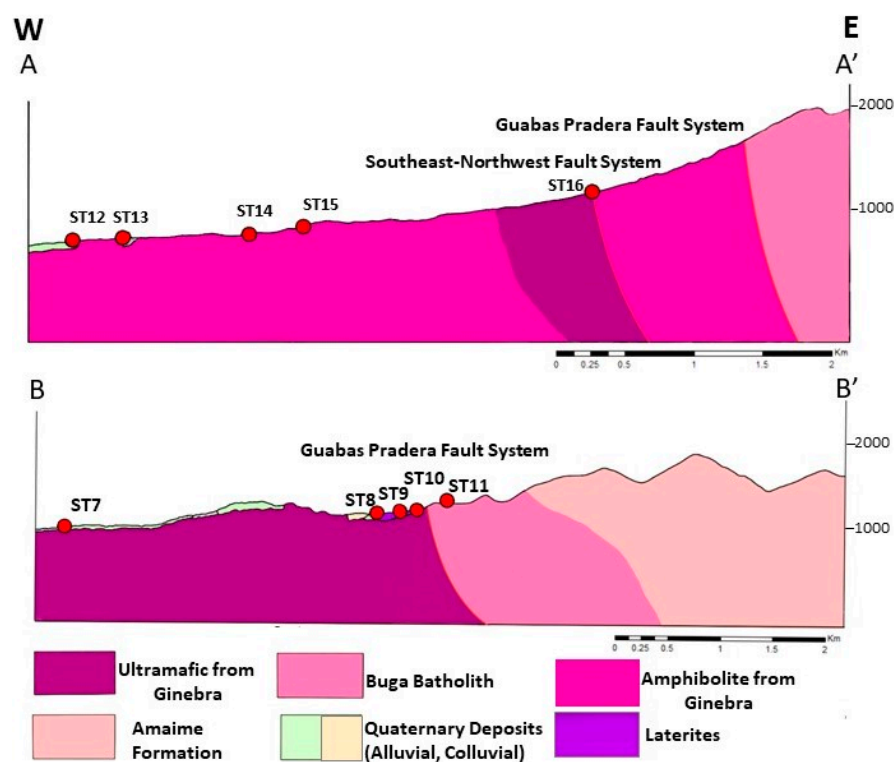 W
E
A
A’
2000
Guabas Pradera Fault System
Southeast-Northwest Fault System
ST16
ST12 ST13 ST14 ST15
1000
Km
0 0.25 0.5 1 1.5 2
B
B’
2000
Guabas Pradera Fault System
ST10
ST7 ST8 ST9 ST11
1000
Km
0 0.25 0.5 1 1.5 2
Ultramafic from
Ginebra
Buga Batholith
Amphibolite from
Ginebra
Amaime
Formation
Quaternary Deposits
(Alluvial, Colluvial)
Laterites